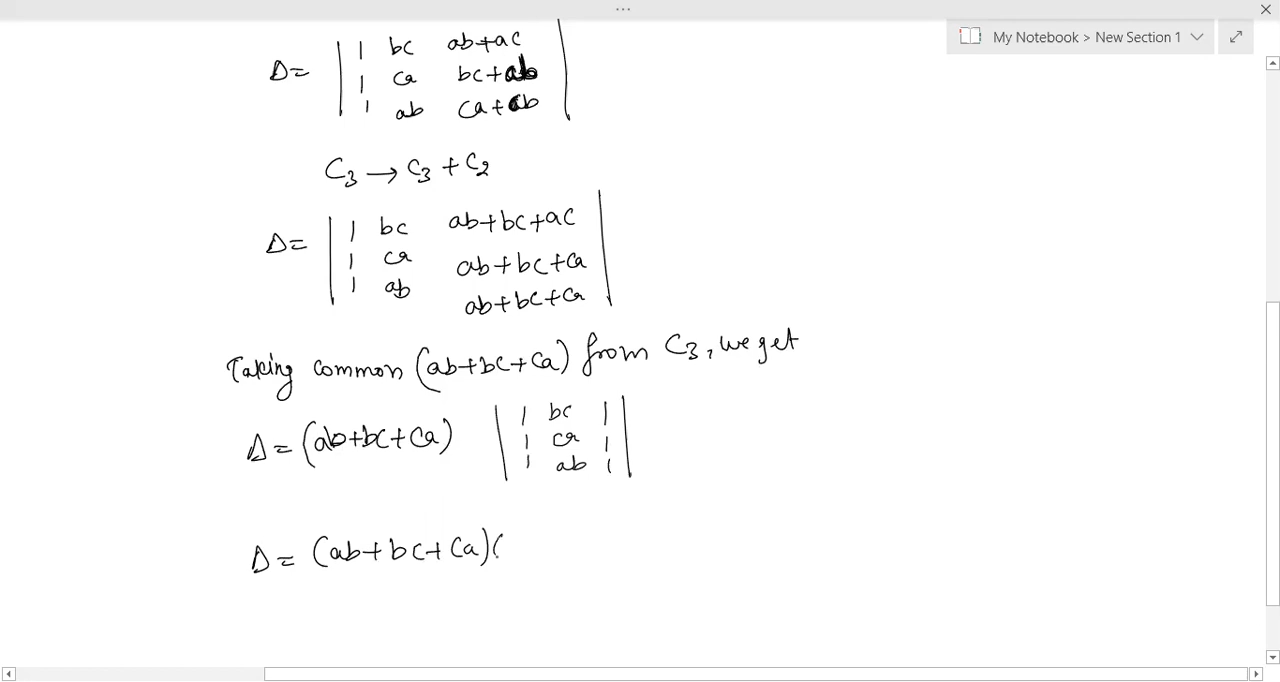 ...
My Notebook > New Section 1
Δ = | 1 bc ab+ac |
| 1 ca bc+ab |
| 1 ab ca+cb |
C₃ → C₃ + C₂
Δ = | 1 bc ab+bc+ac |
| 1 ca ab+bc+ca |
| 1 ab ab+bc+ca |
Taking common (ab+bc+ca) from C₃, we get
Δ = (ab+bc+ca) | 1 bc 1 |
| 1 ca 1 |
| 1 ab 1 |
Δ = (ab+bc+ca)(